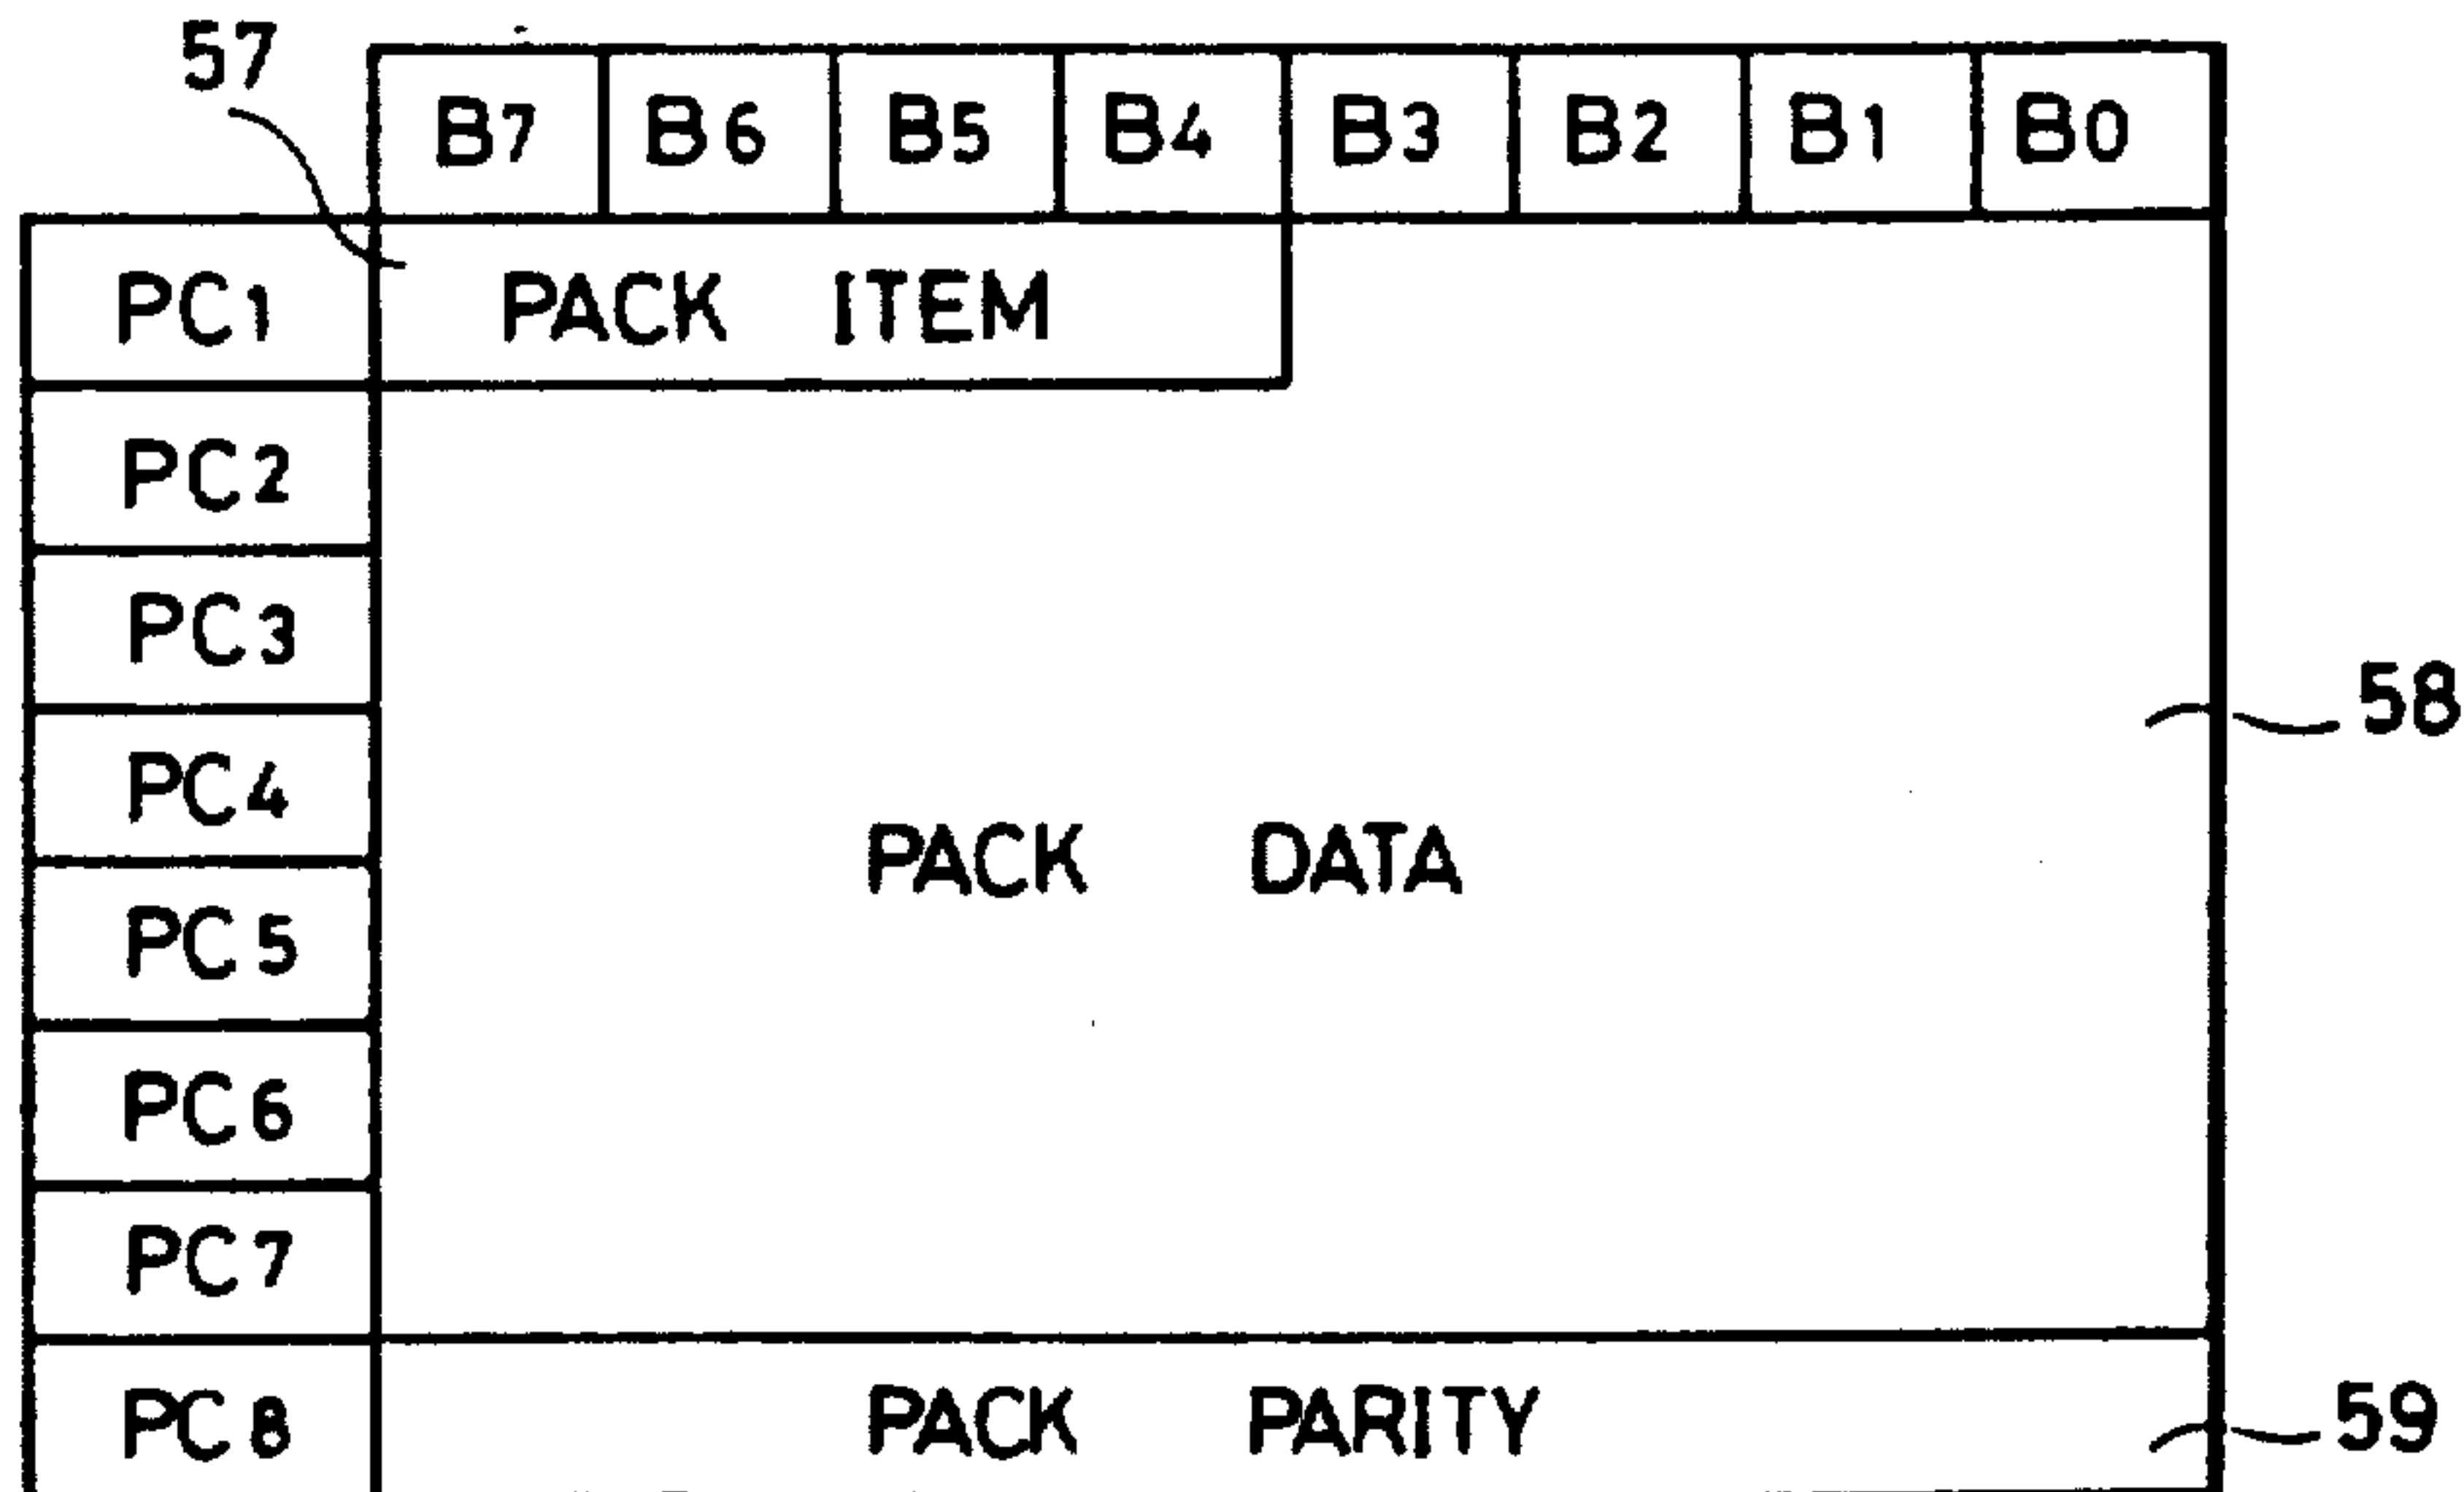 57
B7 B6 B5 B4 B3 B2 B1 B0
PC1 PACK ITEM
PC2
PC3
58
PC4
PACK DATA
PC5
PC6
PC7
PC8 PACK PARITY 59